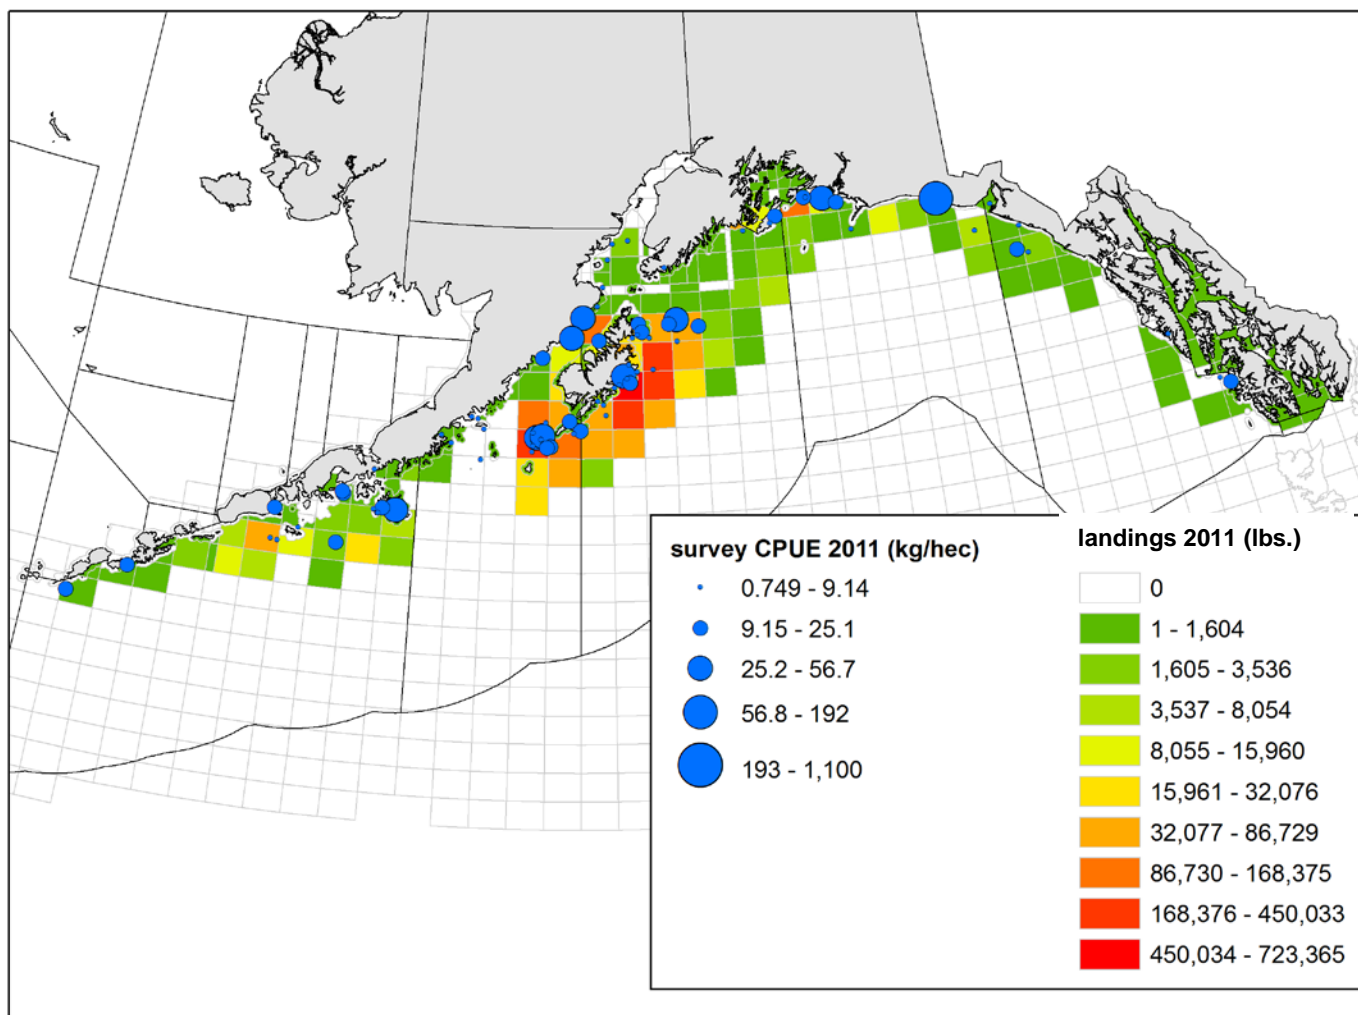 survey CPUE 2011 (kg/hec)
0.749 - 9.14
9.15 - 25.1
25.2 - 56.7
56.8 - 192
193 - 1,100
landings 2011 (lbs.)
0
1 - 1,604
1,605 - 3,536
3,537 - 8,054
8,055 - 15,960
15,961 - 32,076
32,077 - 86,729
86,730 - 168,375
168,376 - 450,033
450,034 - 723,365